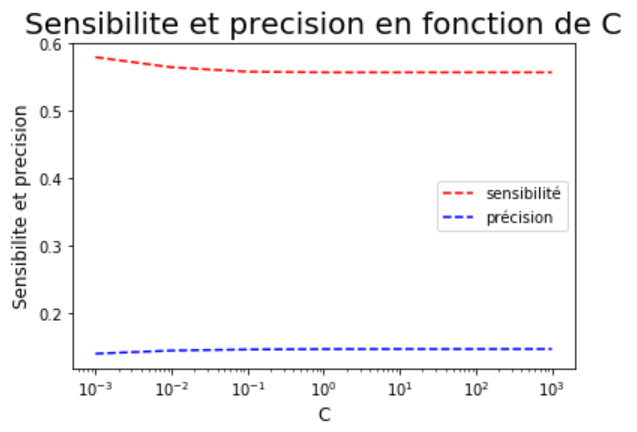 Sensibilite et precision en fonction de C
0.6
0.5
0.4
0.3
0.2
Sensibilite et precision
sensibilité
précision
10⁻³ 10⁻² 10⁻¹ 10⁰ 10¹ 10² 10³
C